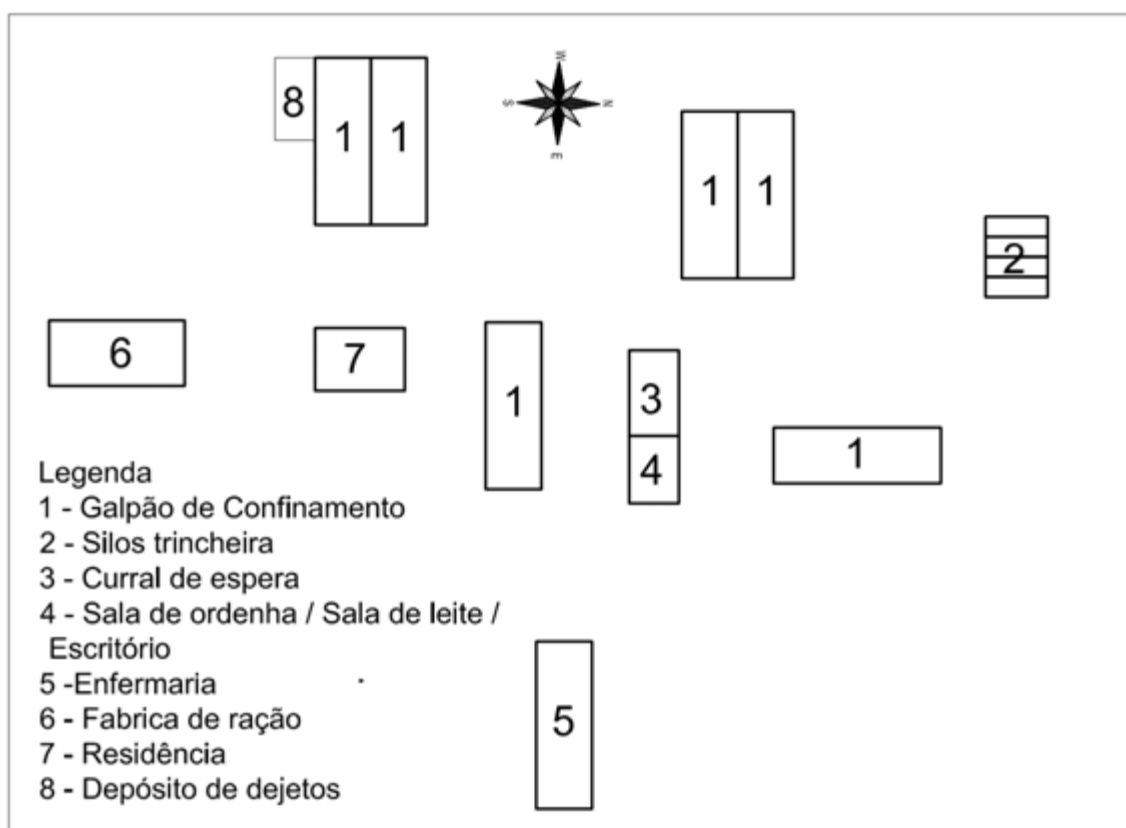 W
S N
E
8 1 1
1 1
2
6
7
1
3
4
1
5
Legenda
1 - Galpão de Confinamento
2 - Silos trincheira
3 - Curral de espera
4 - Sala de ordenha / Sala de leite /
Escritório
5 -Enfermaria
6 - Fabrica de ração
7 - Residência
8 - Depósito de dejetos